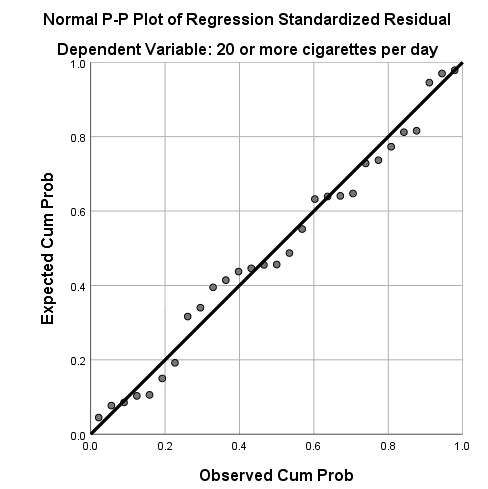 Normal P-P Plot of Regression Standardized Residual
Dependent Variable: 20 or more cigarettes per day
Expected Cum Prob
1.0
0.8
0.6
0.4
0.2
0.0
0.0 0.2 0.4 0.6 0.8 1.0
Observed Cum Prob